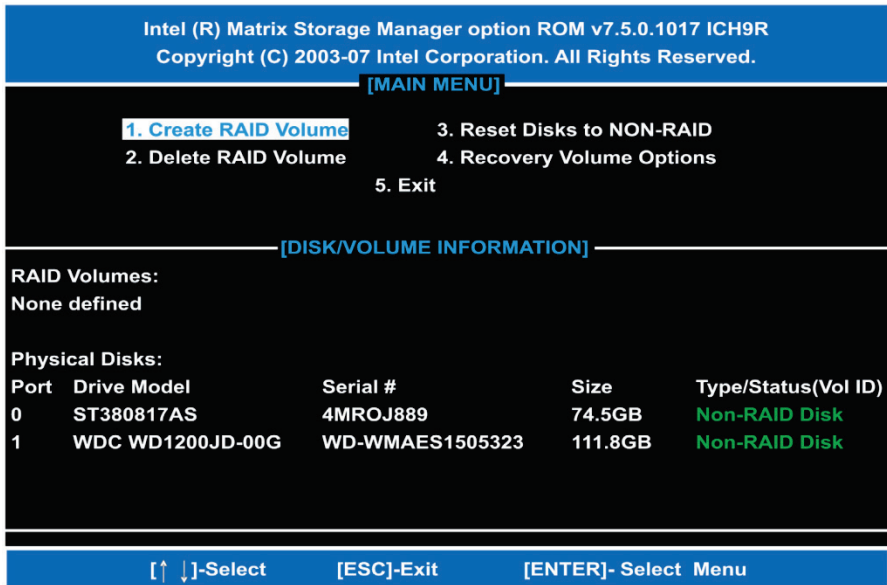 Intel (R) Matrix Storage Manager option ROM v7.5.0.1017 ICH9R
Copyright (C) 2003-07 Intel Corporation. All Rights Reserved.
[MAIN MENU]
1. Create RAID Volume 3. Reset Disks to NON-RAID
2. Delete RAID Volume 4. Recovery Volume Options
5. Exit
[DISK/VOLUME INFORMATION]
RAID Volumes:
None defined
Physical Disks:
Port Drive Model Serial # Size Type/Status(Vol ID)
0 ST380817AS 4MROJ889 74.5GB Non-RAID Disk
1 WDC WD1200JD-00G WD-WMAES1505323 111.8GB Non-RAID Disk
[↑ ↓]-Select [ESC]-Exit [ENTER]- Select Menu